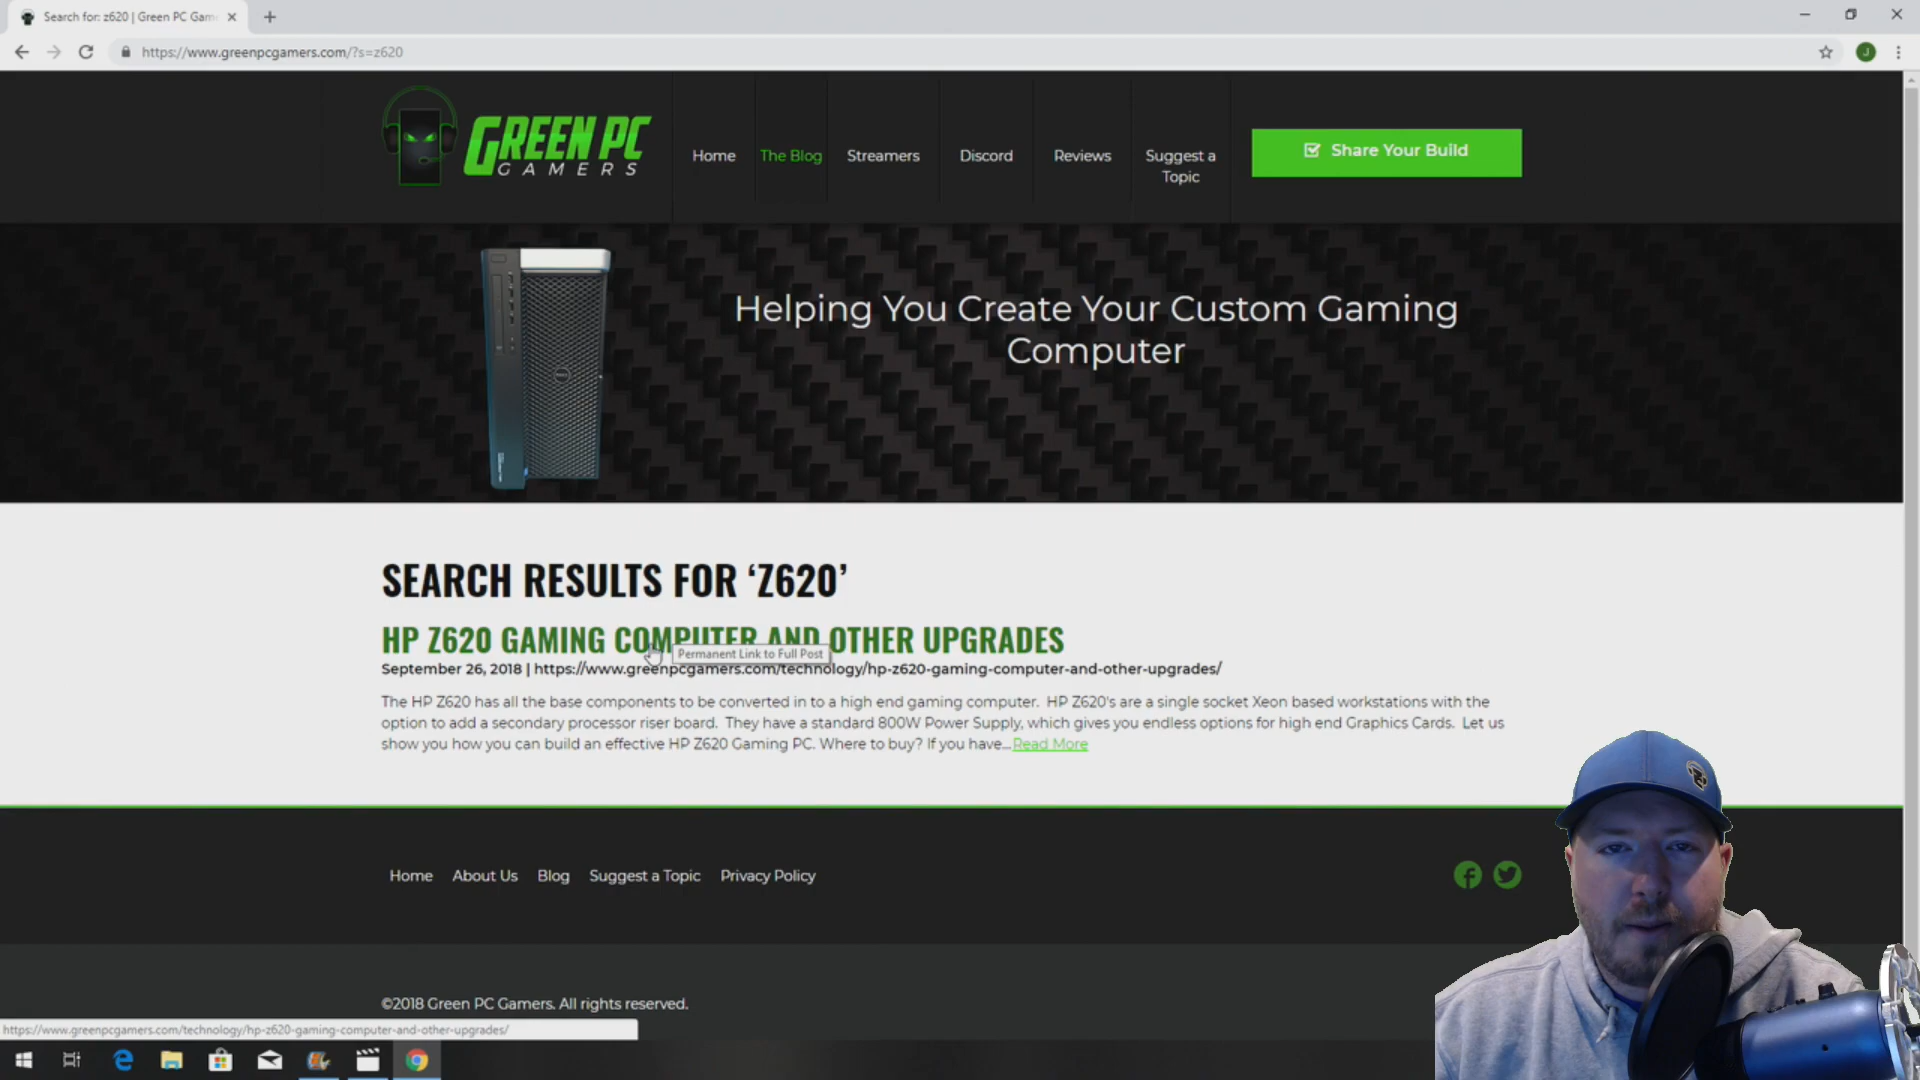 Search for: z620 | Green PC Gam
https://www.greenpcgamers.com/?s=z620
J
GREEN PC
GAMERS
Home
The Blog
Streamers
Discord
Reviews
Suggest a
Topic
Share Your Build
Helping You Create Your Custom Gaming
Computer
SEARCH RESULTS FOR ‘Z620’
HP Z620 GAMING COMPUTER AND OTHER UPGRADES
Permanent Link to Full Post
September 26, 2018 | https://www.greenpcgamers.com/technology/hp-z620-gaming-computer-and-other-upgrades/
The HP Z620 has all the base components to be converted in to a high end gaming computer. HP Z620's are a single socket Xeon based workstations with the
option to add a secondary processor riser board. They have a standard 800W Power Supply, which gives you endless options for high end Graphics Cards. Let us
show you how you can build an effective HP Z620 Gaming PC. Where to buy? If you have...Read More
Home About Us Blog Suggest a Topic Privacy Policy
©2018 Green PC Gamers. All rights reserved.
https://www.greenpcgamers.com/technology/hp-z620-gaming-computer-and-other-upgrades/